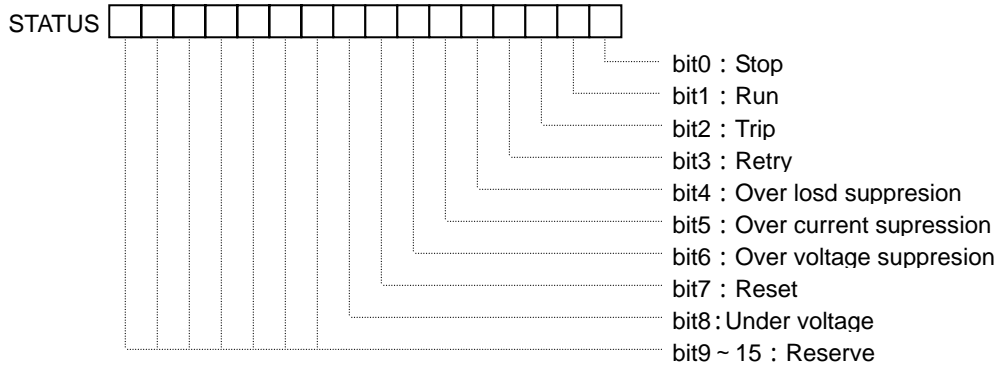 STATUS
bit0 : Stop
bit1 : Run
bit2 : Trip
bit3 : Retry
bit4 : Over losd suppresion
bit5 : Over current supression
bit6 : Over voltage suppresion
bit7 : Reset
bit8 : Under voltage
bit9 ~ 15 : Reserve